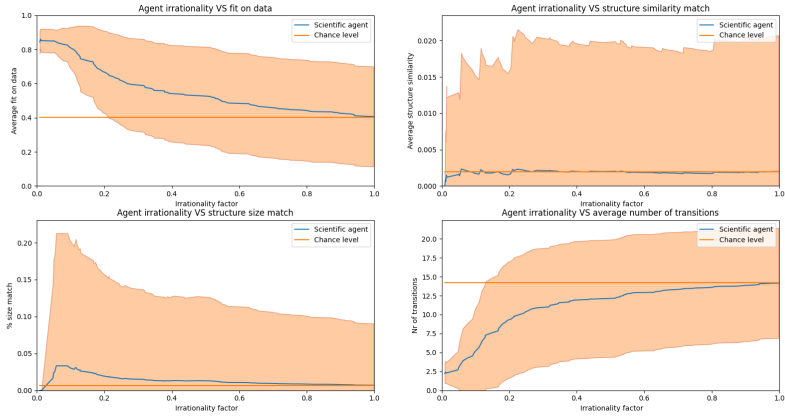 Agent irrationality VS fit on data
1.0
0.8
0.6
0.4
0.2
0.0
Average fit on data
Scientific agent
Chance level
0.0 0.2 0.4 0.6 0.8 1.0
Irrationality factor
Agent irrationality VS structure similarity match
0.020
0.015
0.010
0.005
0.000
Average structure similarity
Scientific agent
Chance level
0.0 0.2 0.4 0.6 0.8 1.0
Irrationality factor
Agent irrationality VS structure size match
0.20
0.15
0.10
0.05
0.00
% size match
Scientific agent
Chance level
0.0 0.2 0.4 0.6 0.8 1.0
Irrationality factor
Agent irrationality VS average number of transitions
20.0
17.5
15.0
12.5
10.0
7.5
5.0
2.5
0.0
Nr of transitions
Scientific agent
Chance level
0.0 0.2 0.4 0.6 0.8 1.0
Irrationality factor